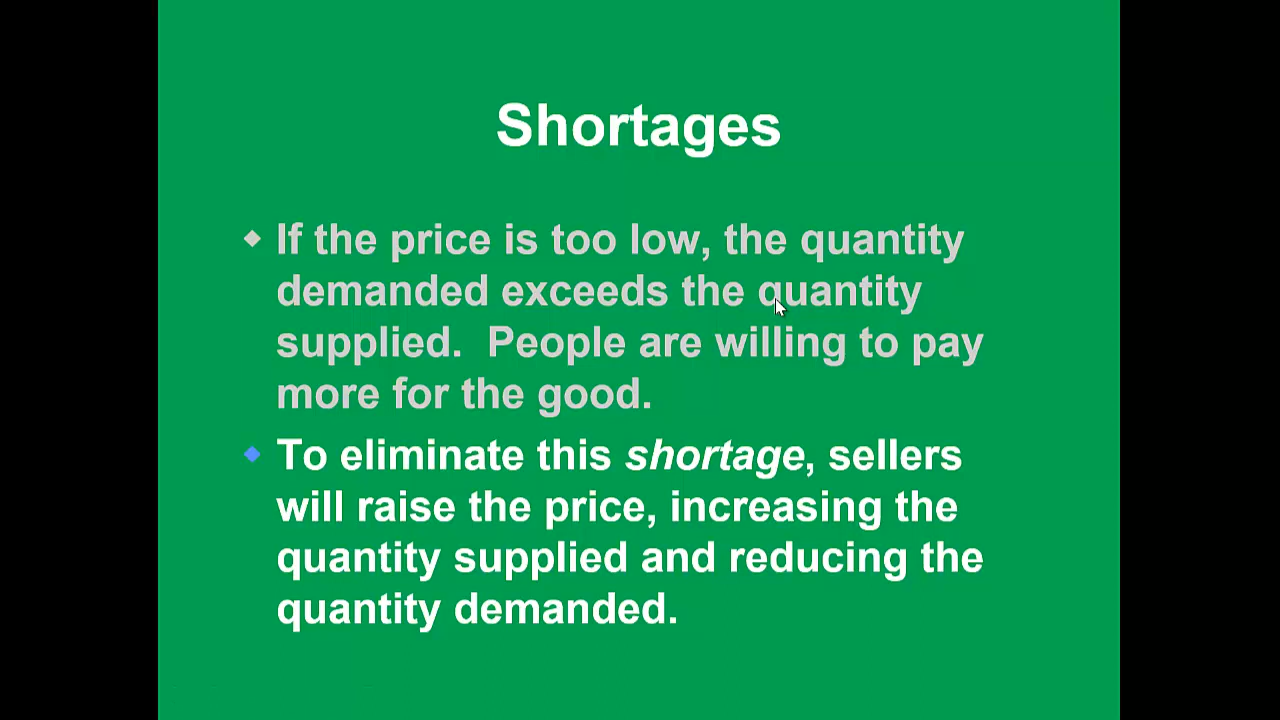 Shortages
If the price is too low, the quantity
demanded exceeds the quantity
supplied.  People are willing to pay
more for the good.
To eliminate this shortage, sellers
will raise the price, increasing the
quantity supplied and reducing the
quantity demanded.